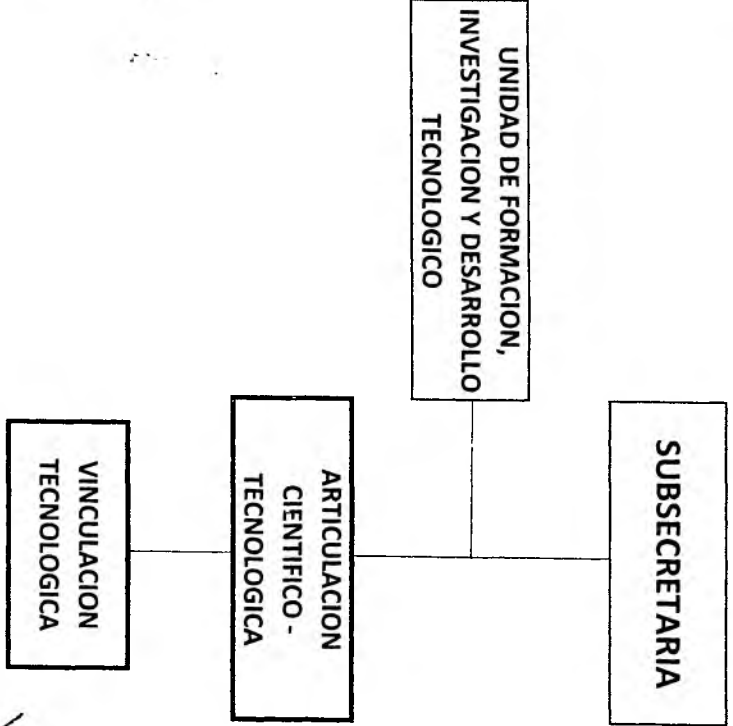 SUBSECRETARIA
UNIDAD DE FORMACION,
INVESTIGACION Y DESARROLLO
TECNOLOGICO
ARTICULACION
CIENTIFICO -
TECNOLOGICA
VINCULACION
TECNOLOGICA